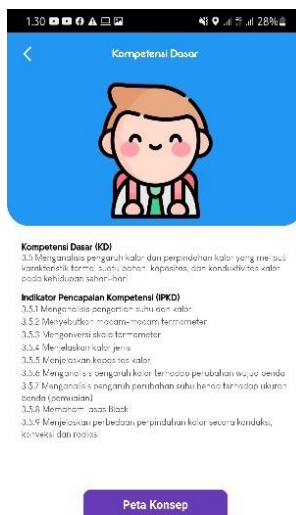 1.30
28%
Kompetensi Dasar
Kompetensi Dasar (KD)
3.5 Menganalisis pengaruh kalor dan perpindahan kalor yang meliputi
karakteristik termal suatu bahan, kapasitas, dan konduktivitas kalor
pada kehidupan sehari-hari
Indikator Pencapaian Kompetensi (IPKD)
3.5.1 Menganalisis pengertian suhu dan kalor
3.5.2 Menyebutkan macam-macam termometer
3.5.3 Mengonversi skala termometer
3.5.4 Menjelaskan kalor jenis
3.5.5 Menjelaskan kapasitas kalor
3.5.6 Menganalisis pengaruh kalor terhadap perubahan wujud benda
3.5.7 Menganalisis pengaruh perubahan suhu benda terhadap ukuran
benda (pemuaian)
3.5.8 Memahami asas Black
3.5.9 Menjelaskan perbedaan perpindahan kalor secara konduksi,
konveksi dan radiasi
Peta Konsep